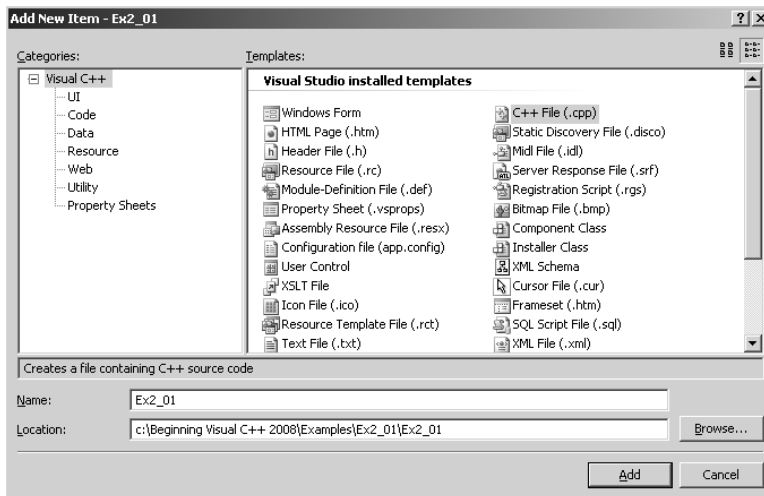 Add New Item - Ex2_01
Categories:
Templates:
Visual C++
UI
Code
Data
Resource
Web
Utility
Property Sheets
Visual Studio installed templates
Windows Form
HTML Page (.htm)
Header File (.h)
Resource File (.rc)
Module-Definition File (.def)
Property Sheet (.vsprops)
Assembly Resource File (.resx)
Configuration file (app.config)
User Control
XSLT File
Icon File (.ico)
Resource Template File (.rct)
Text File (.txt)
C++ File (.cpp)
Static Discovery File (.disco)
Midl File (.idl)
Server Response File (.srf)
Registration Script (.rgs)
Bitmap File (.bmp)
Component Class
Installer Class
XML Schema
Cursor File (.cur)
Frameset (.htm)
SQL Script File (.sql)
XML File (.xml)
Creates a file containing C++ source code
Name:
Ex2_01
Location:
c:\Beginning Visual C++ 2008\Examples\Ex2_01\Ex2_01
Browse...
Add
Cancel